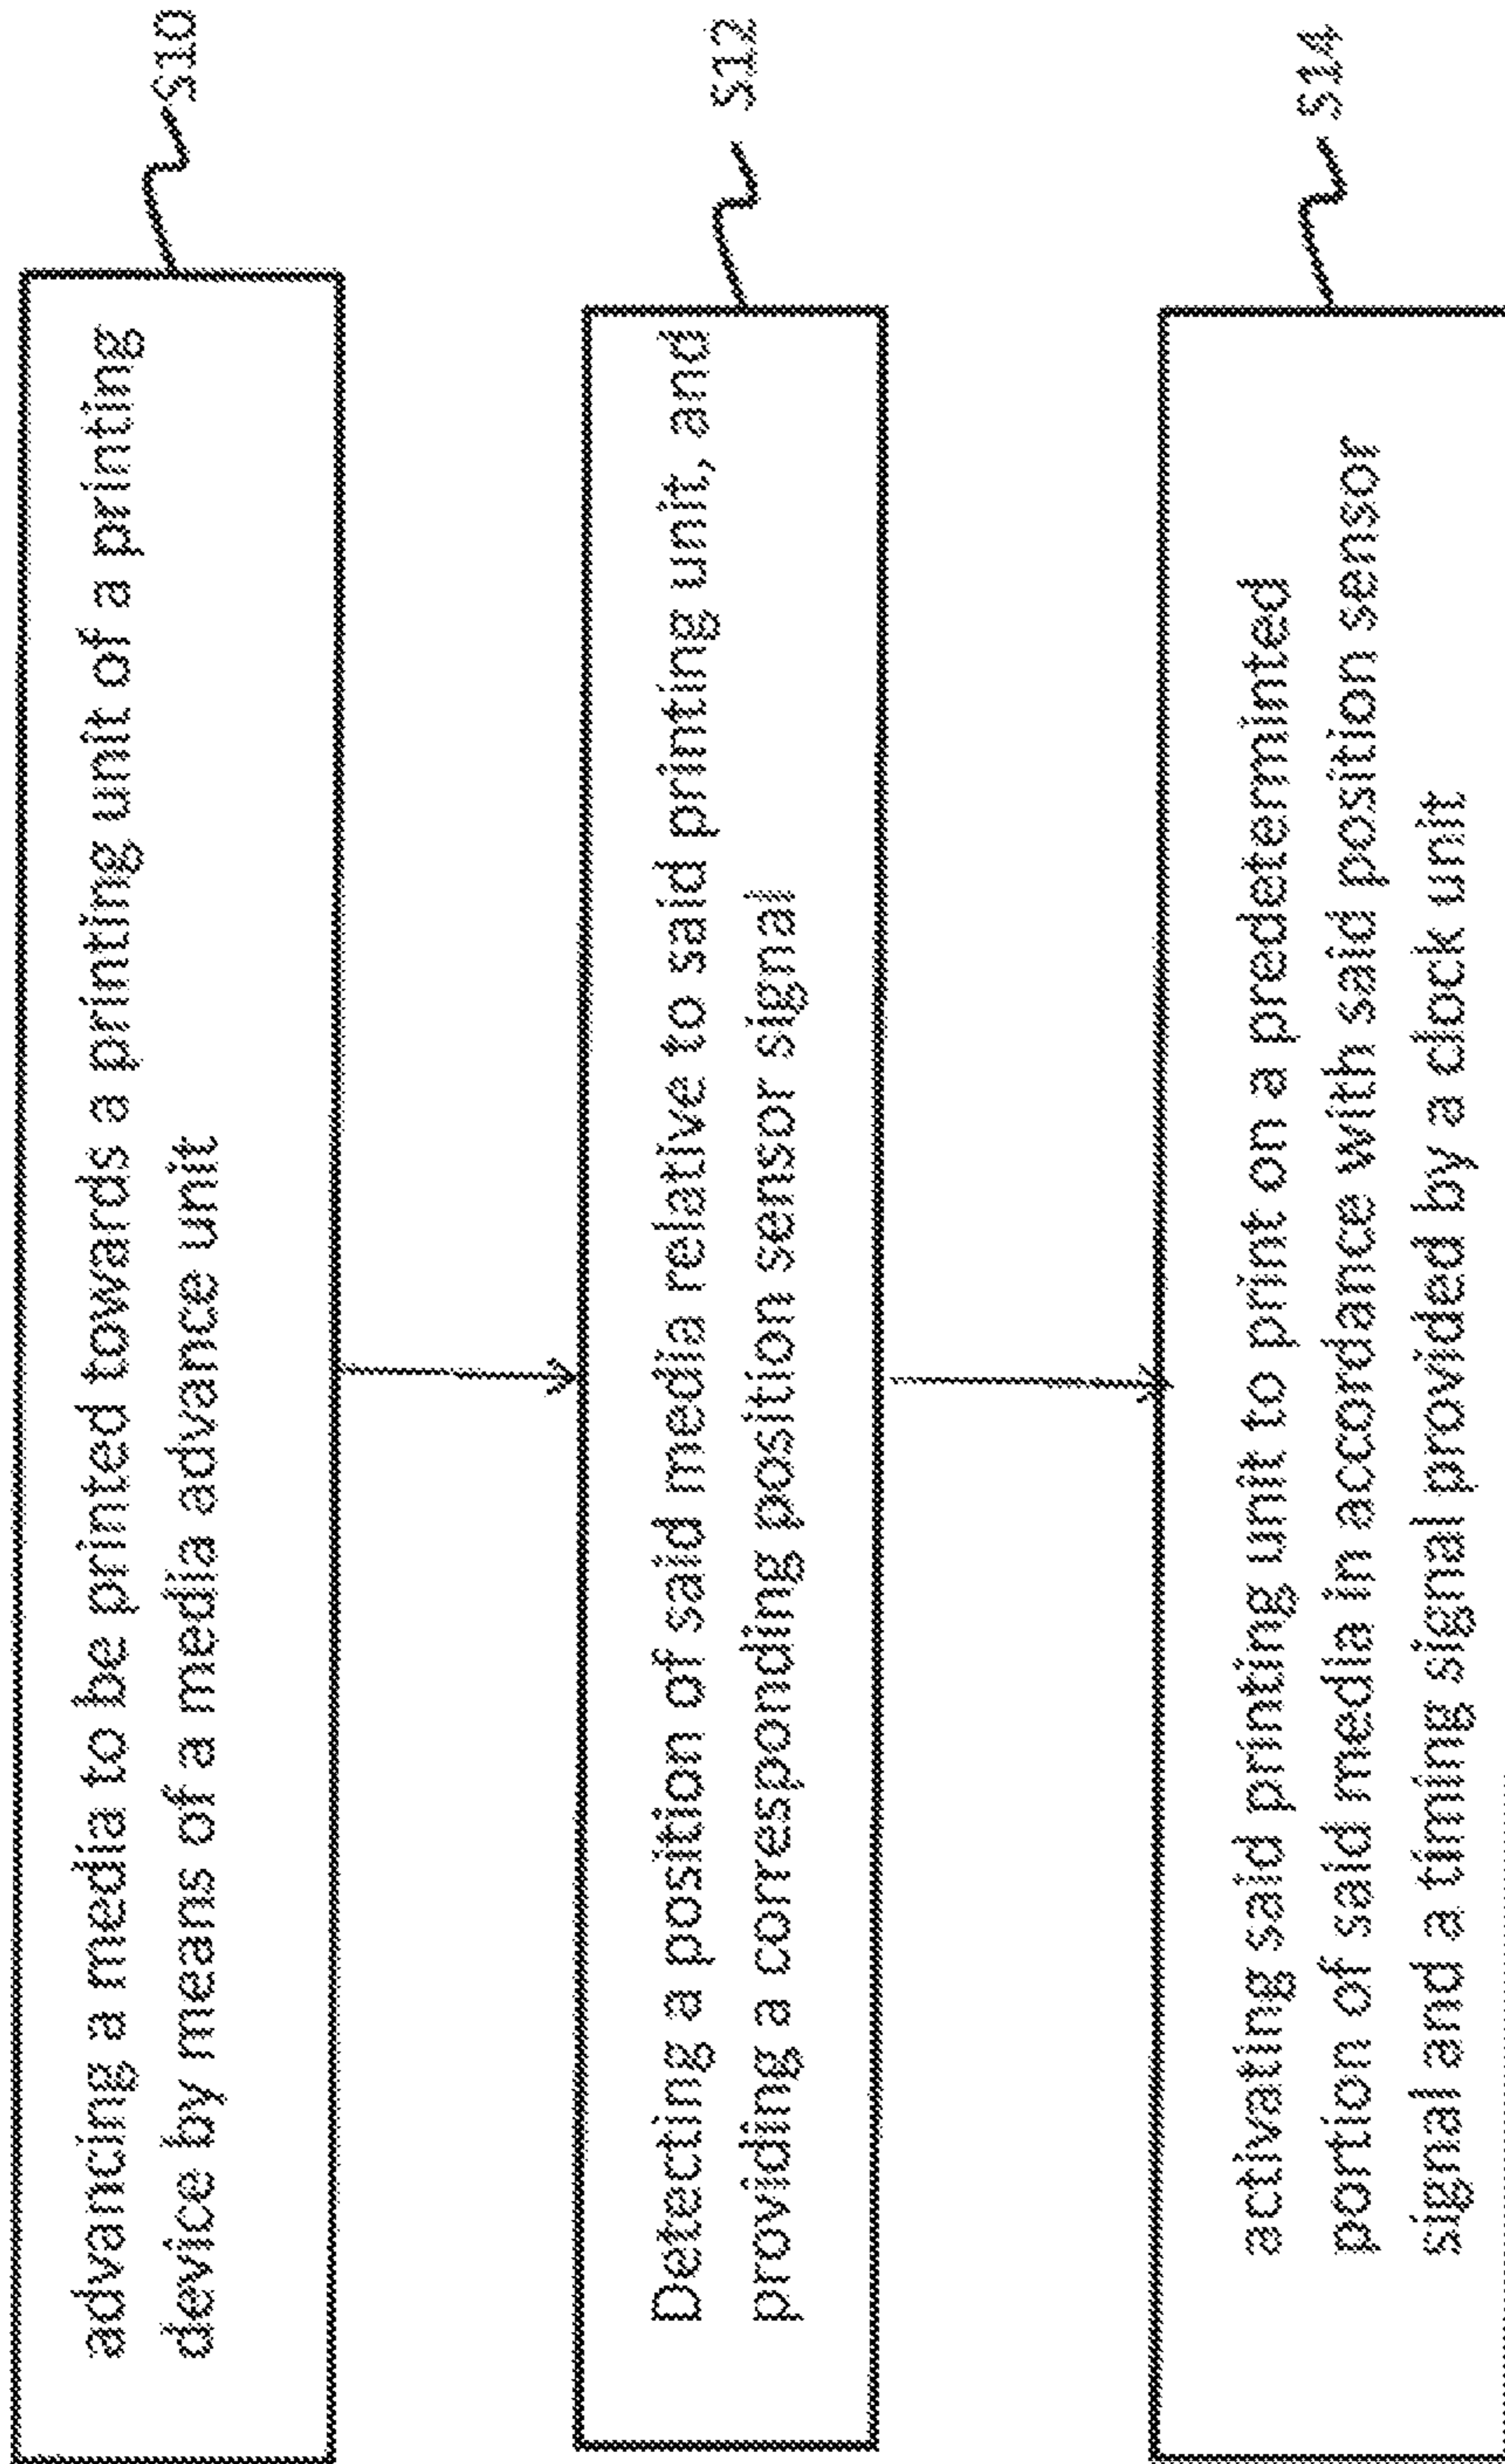 advancing a media to be printed towards a printing unit of a printing
device by means of a media advance unit
S10
Detecting a position of said media relative to said printing unit, and
providing a corresponding position sensor signal
S12
activating said printing unit to print on a predeterminted
portion of said media in accordance with said position sensor
signal and a timing signal provided by a clock unit
S14